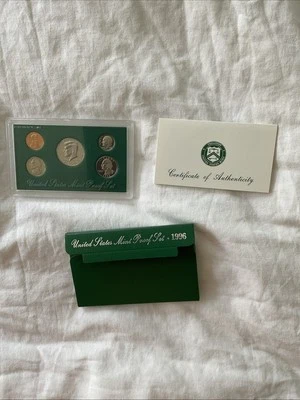 United States Mint Proof Set
Certificate of Authenticity
United States Mint Proof Set - 1996